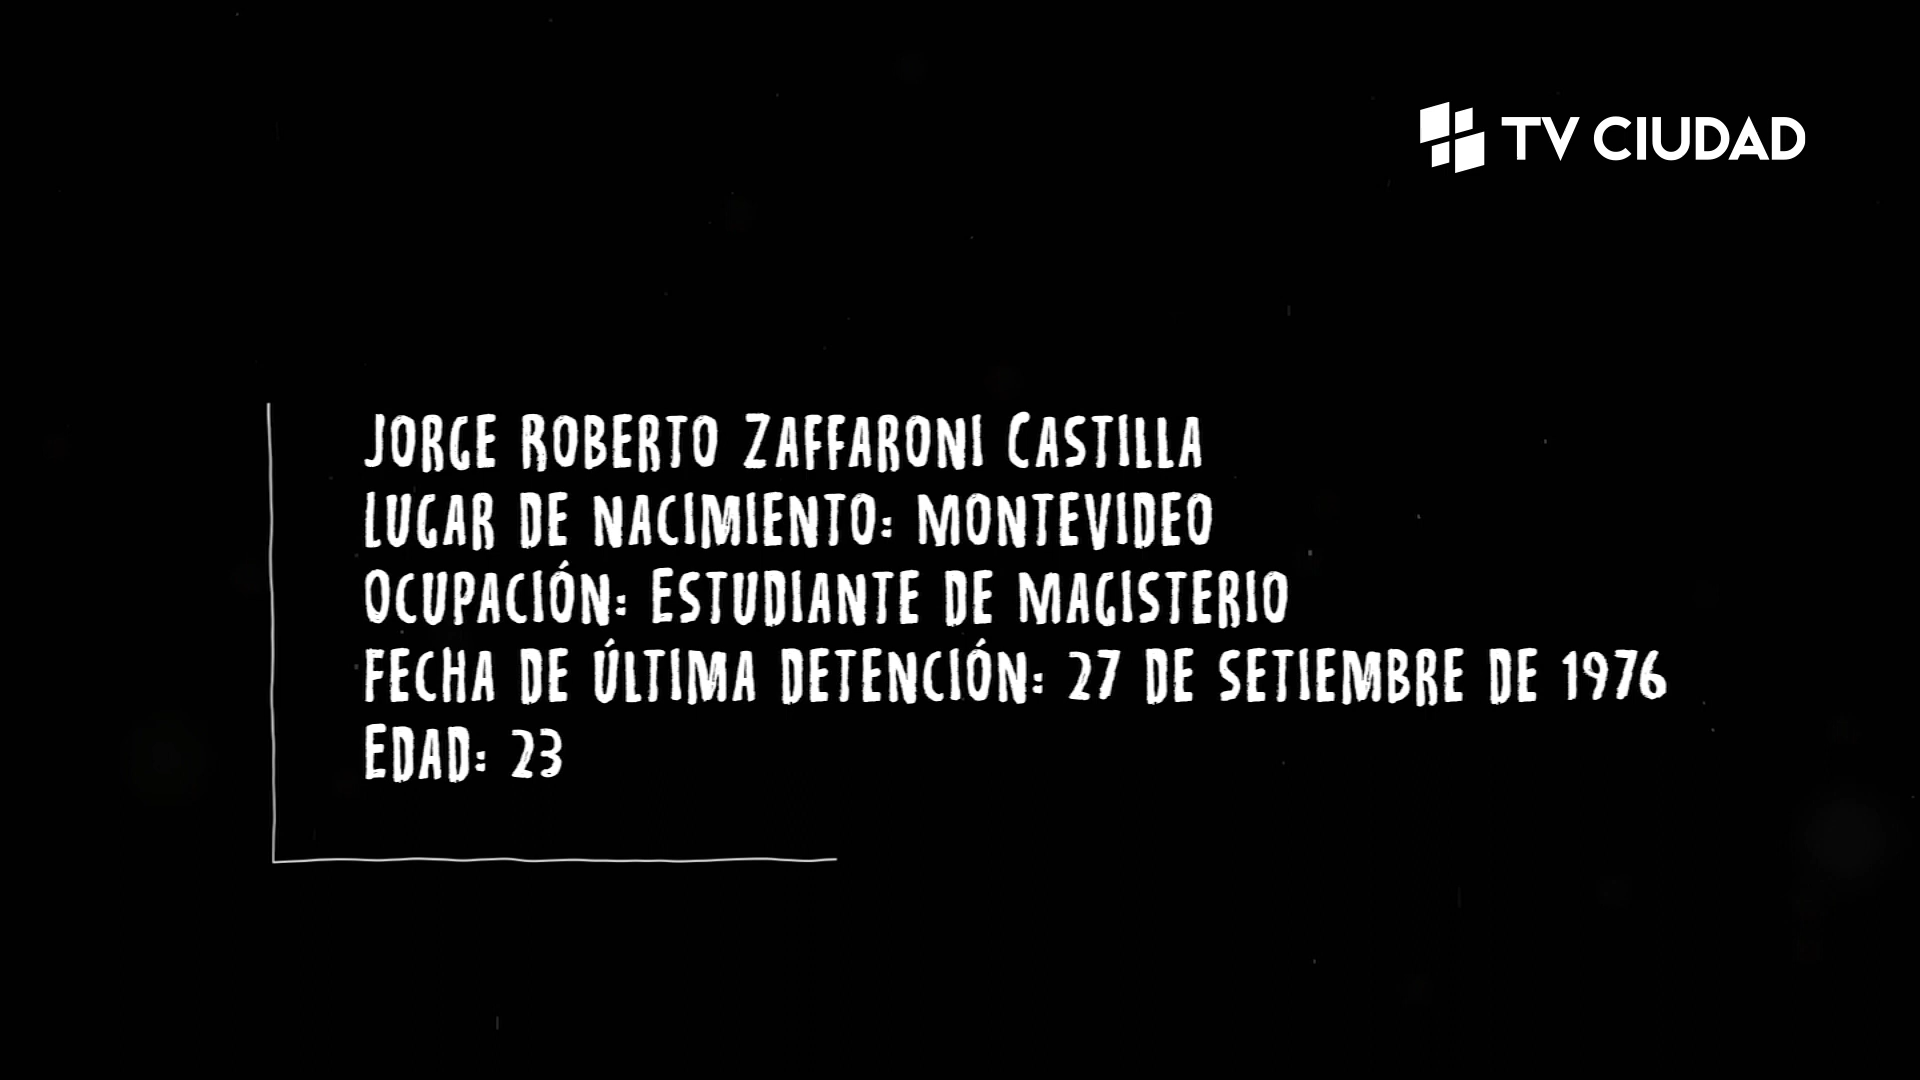 TV CIUDAD
Jorge Roberto Zaffaroni Castilla
Lugar de nacimiento: Montevideo
Ocupación: Estudiante de magisterio
Fecha de última detención: 27 de setiembre de 1976
Edad: 23